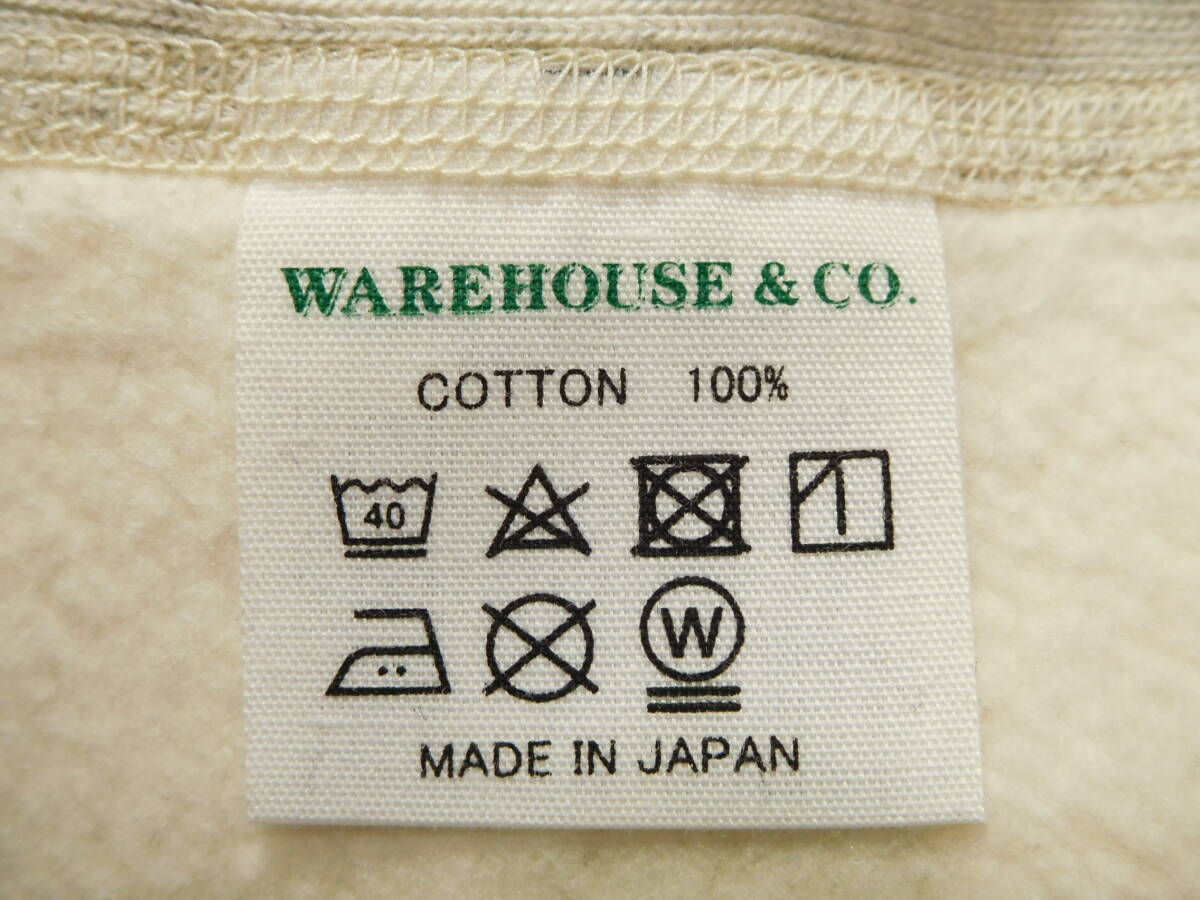 WAREHOUSE & CO.
COTTON 100%
40
W
MADE IN JAPAN